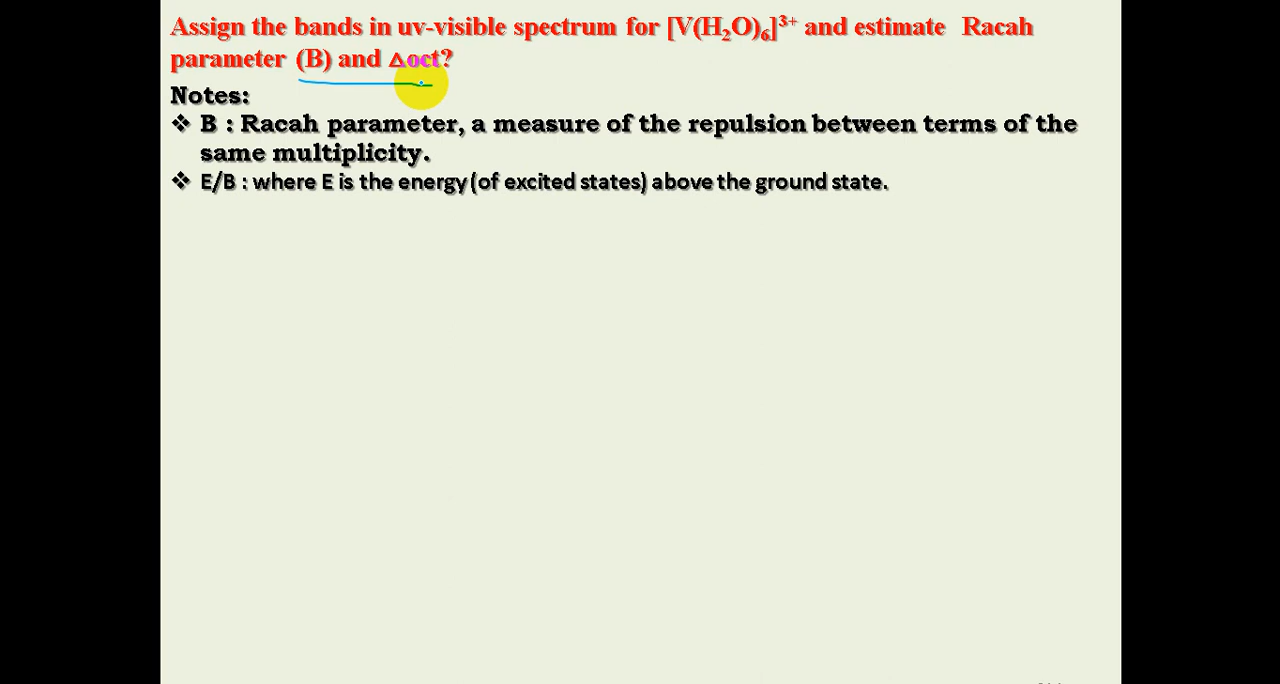 Assign the bands in uv-visible spectrum for [V(H₂O)₆]³⁺ and estimate Racah
parameter (B) and △oct?
Notes:
❖ B : Racah parameter, a measure of the repulsion between terms of the
same multiplicity.
❖ E/B : where E is the energy (of excited states) above the ground state.